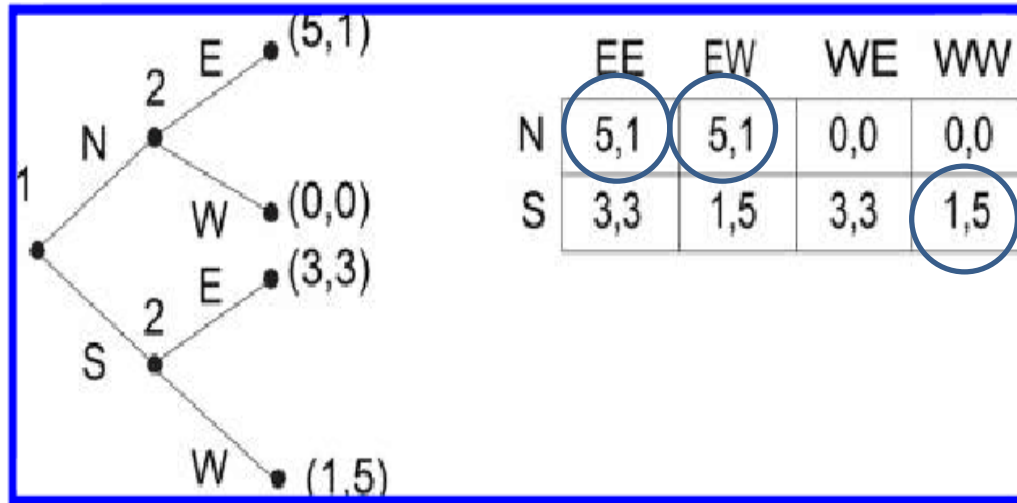 E (5,1)
2
N
1
W (0,0)
E (3,3)
2
S
W (1,5)
EE EW WE WW
N 5,1 5,1 0,0 0,0
S 3,3 1,5 3,3 1,5